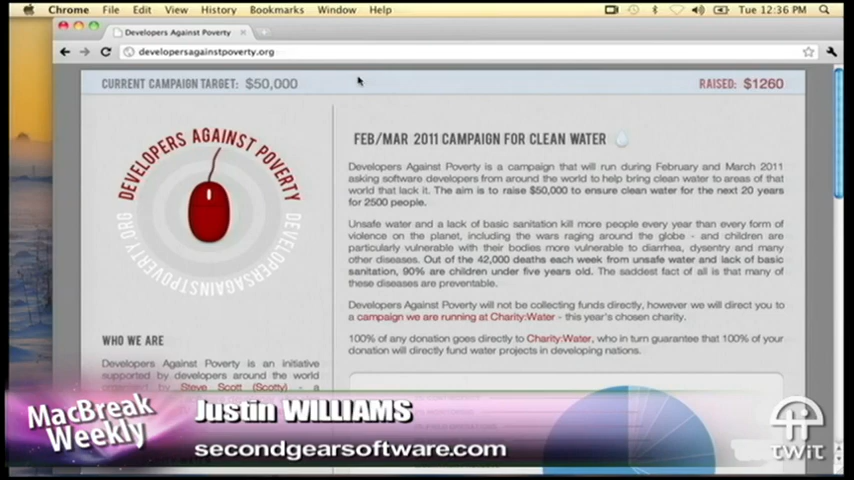 Chrome File Edit View History Bookmarks Window Help Tue 12:36 PM
Developers Against Poverty
developersagainstpoverty.org
CURRENT CAMPAIGN TARGET: $50,000 RAISED: $1260
DEVELOPERS AGAINST POVERTY
DEVELOPERSAGAINSTPOVERTY.ORG
FEB/MAR 2011 CAMPAIGN FOR CLEAN WATER
Developers Against Poverty is a campaign that will run during February and March 2011
asking software developers from around the world to help bring clean water to areas of that
world that lack it. The aim is to raise $50,000 to ensure clean water for the next 20 years
for 2500 people.
Unsafe water and a lack of basic sanitation kill more people every year than every form of
violence on the planet, including the wars raging around the globe - and children are
particularly vulnerable with their bodies more vulnerable to diarrhea, dysentry and many
other diseases. Out of the 42,000 deaths each week from unsafe water and lack of basic
sanitation, 90% are children under five years old. The saddest fact of all is that many of
these diseases are preventable.
Developers Against Poverty will not be collecting funds directly, however we will direct you to
a campaign we are running at Charity:Water - this year's chosen charity.
100% of any donation goes directly to Charity:Water, who in turn guarantee that 100% of your
donation will directly fund water projects in developing nations.
WHO WE ARE
Developers Against Poverty is an initiative
supported by developers around the world
organised by Steve Scott (Scotty) - a
MacBreak
Weekly
Justin WILLIAMS
secondgearsoftware.com
TWiT